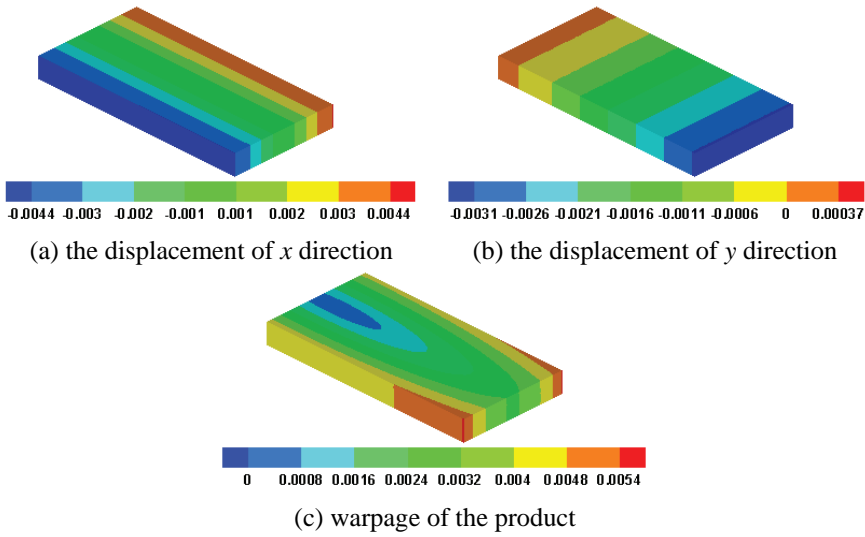 -0.0044 -0.003 -0.002 -0.001 0.001 0.002 0.003 0.0044
-0.0031 -0.0026 -0.0021 -0.0016 -0.0011 -0.0006 0 0.00037
(a) the displacement of x direction
(b) the displacement of y direction
0 0.0008 0.0016 0.0024 0.0032 0.004 0.0048 0.0054
(c) warpage of the product